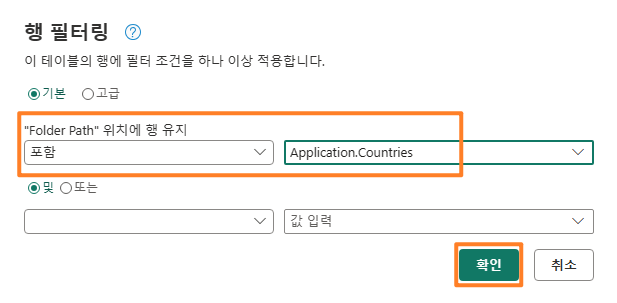 행 필터링 ?
이 테이블의 행에 필터 조건을 하나 이상 적용합니다.
기본 고급
"Folder Path" 위치에 행 유지
포함 Application.Countries
및 또는
값 입력
확인 취소